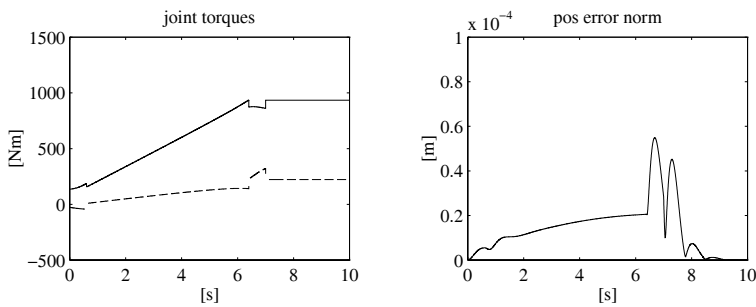 joint torques
[Nm]
1500
1000
500
0
−500
0 2 4 6 8 10
[s]
pos error norm
x 10⁻⁴
[m]
1
0.8
0.6
0.4
0.2
0
0 2 4 6 8 10
[s]